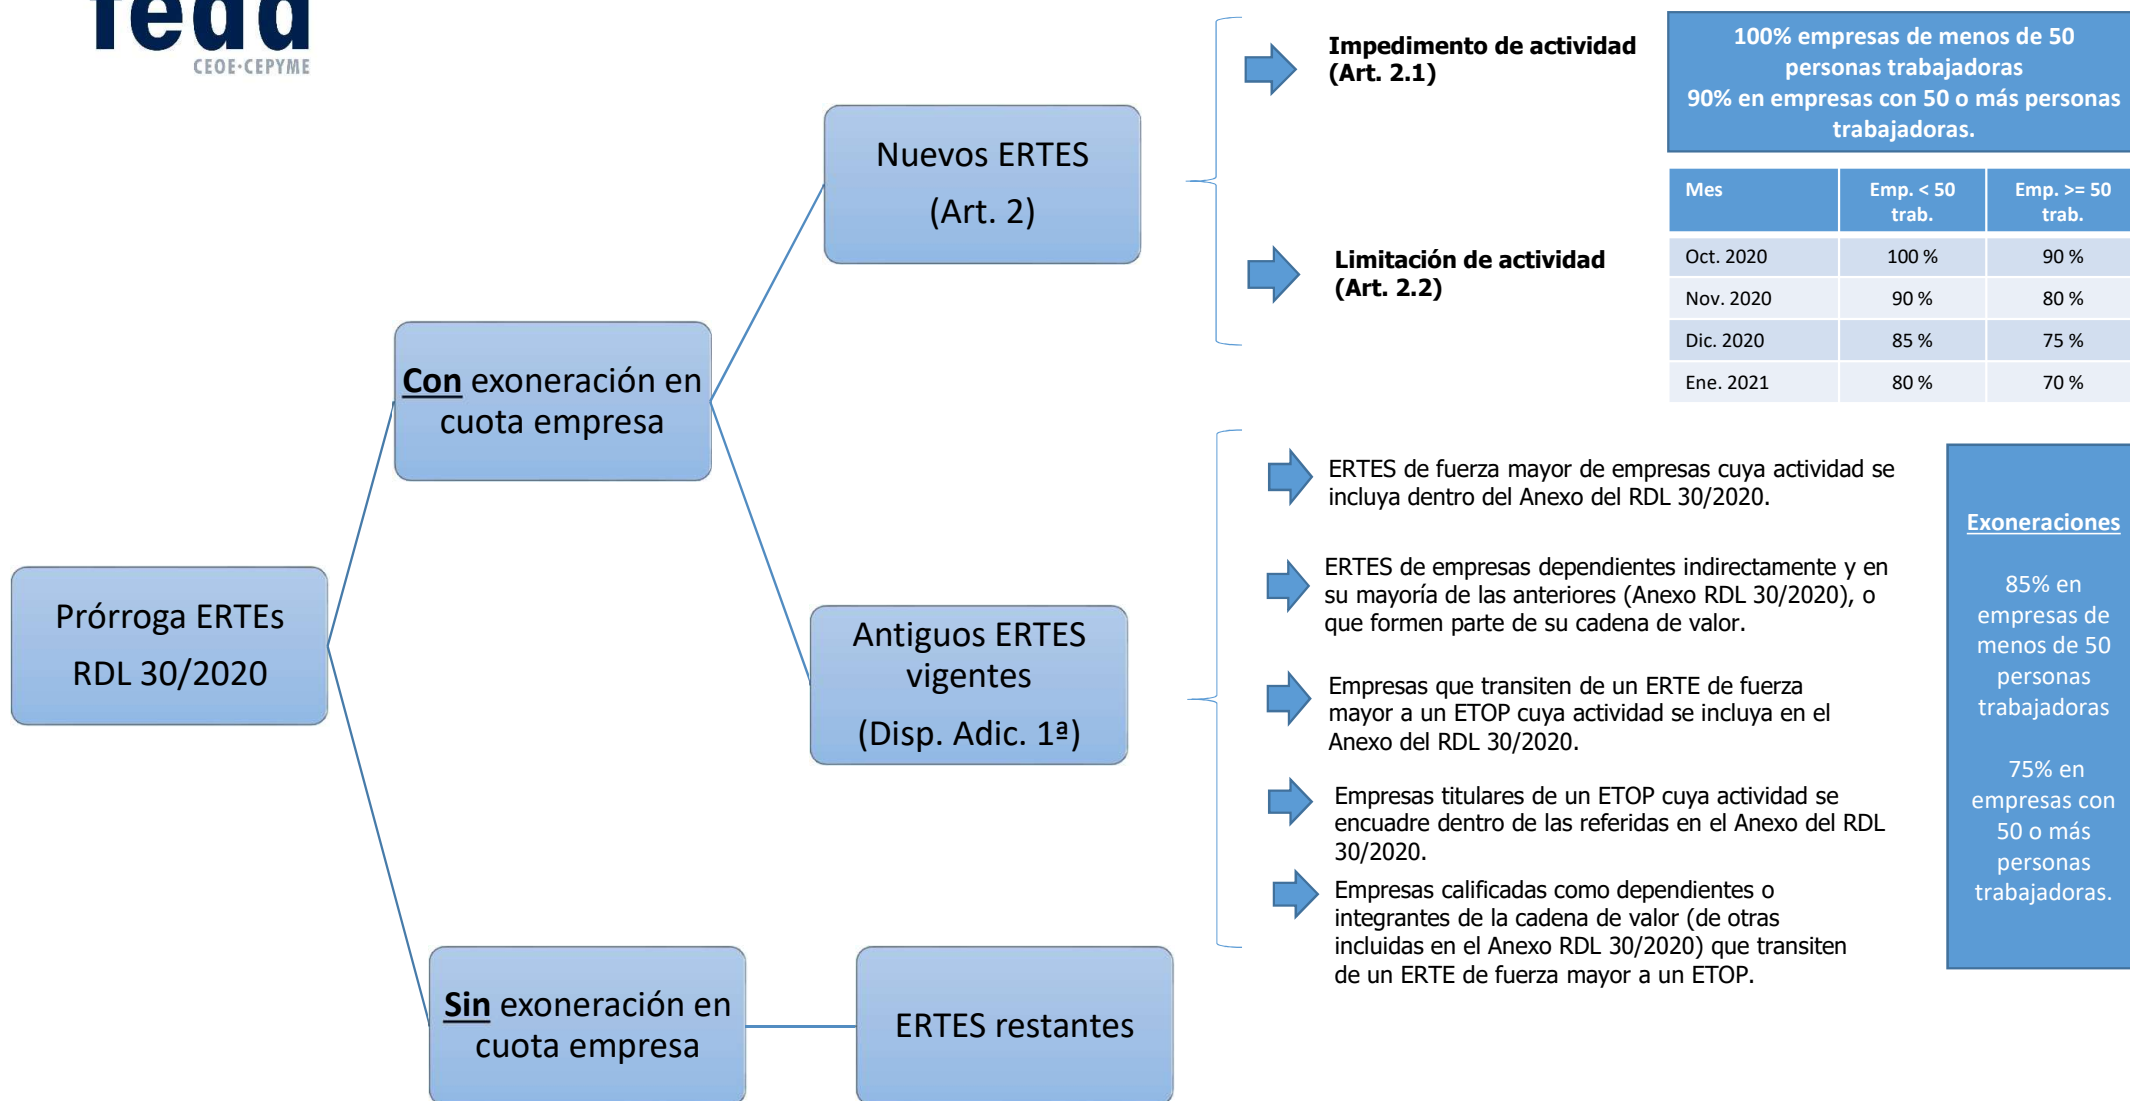 feda
CEOE·CEPYME
Prórroga ERTEs
RDL 30/2020
Con exoneración en
cuota empresa
Sin exoneración en
cuota empresa
Nuevos ERTES
(Art. 2)
Antiguos ERTES
vigentes
(Disp. Adic. 1ª)
ERTES restantes
Impedimento de actividad
(Art. 2.1)
100% empresas de menos de 50
personas trabajadoras
90% en empresas con 50 o más personas
trabajadoras.
Limitación de actividad
(Art. 2.2)
Mes Emp. < 50 trab. Emp. >= 50 trab.
Oct. 2020 100 % 90 %
Nov. 2020 90 % 80 %
Dic. 2020 85 % 75 %
Ene. 2021 80 % 70 %
ERTES de fuerza mayor de empresas cuya actividad se
incluya dentro del Anexo del RDL 30/2020.
ERTES de empresas dependientes indirectamente y en
su mayoría de las anteriores (Anexo RDL 30/2020), o
que formen parte de su cadena de valor.
Empresas que transiten de un ERTE de fuerza
mayor a un ETOP cuya actividad se incluya en el
Anexo del RDL 30/2020.
Empresas titulares de un ETOP cuya actividad se
encuadre dentro de las referidas en el Anexo del RDL
30/2020.
Empresas calificadas como dependientes o
integrantes de la cadena de valor (de otras
incluidas en el Anexo RDL 30/2020) que transiten
de un ERTE de fuerza mayor a un ETOP.
Exoneraciones
85% en
empresas de
menos de 50
personas
trabajadoras
75% en
empresas con
50 o más
personas
trabajadoras.